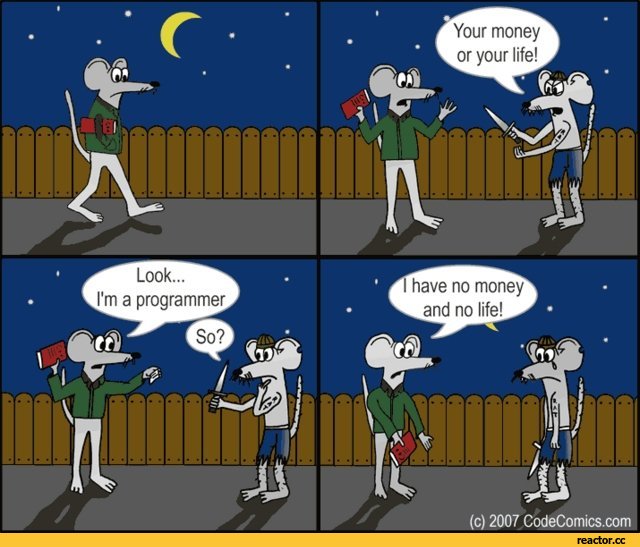 Your money
or your life!
Look...
I'm a programmer
So?
I have no money
and no life!
(c) 2007 CodeComics.com
reactor.cc